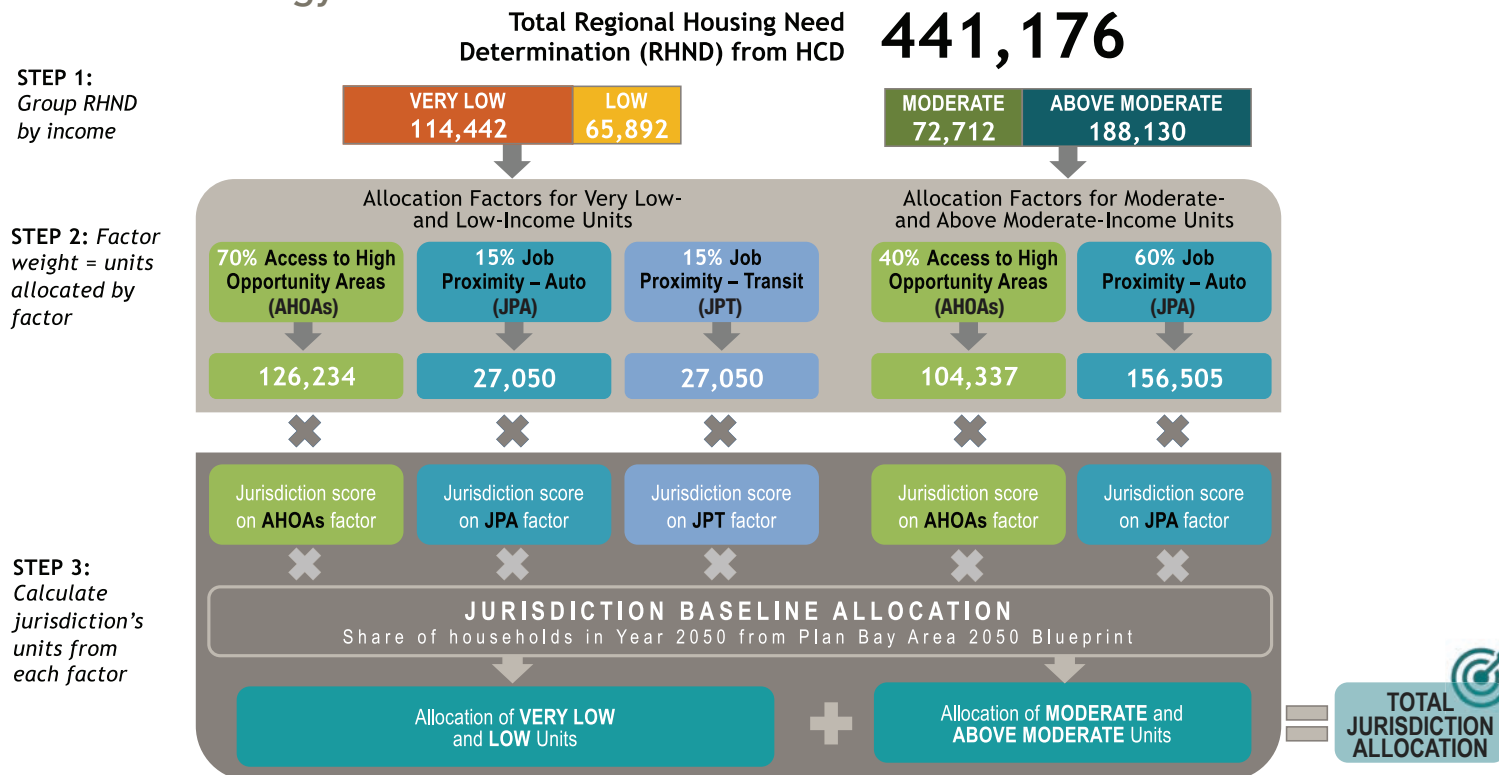 Total Regional Housing Need
Determination (RHND) from HCD
441,176
STEP 1:
Group RHND
by income
VERY LOW
114,442
LOW
65,892
MODERATE
72,712
ABOVE MODERATE
188,130
STEP 2: Factor
weight = units
allocated by
factor
Allocation Factors for Very Low-
and Low-Income Units
Allocation Factors for Moderate-
and Above Moderate-Income Units
70% Access to High
Opportunity Areas
(AHOAs)
15% Job
Proximity – Auto
(JPA)
15% Job
Proximity – Transit
(JPT)
40% Access to High
Opportunity Areas
(AHOAs)
60% Job
Proximity – Auto
(JPA)
126,234
27,050
27,050
104,337
156,505
STEP 3:
Calculate
jurisdiction's
units from
each factor
Jurisdiction score
on AHOAs factor
Jurisdiction score
on JPA factor
Jurisdiction score
on JPT factor
Jurisdiction score
on AHOAs factor
Jurisdiction score
on JPA factor
JURISDICTION BASELINE ALLOCATION
Share of households in Year 2050 from Plan Bay Area 2050 Blueprint
Allocation of VERY LOW
and LOW Units
Allocation of MODERATE and
ABOVE MODERATE Units
TOTAL
JURISDICTION
ALLOCATION